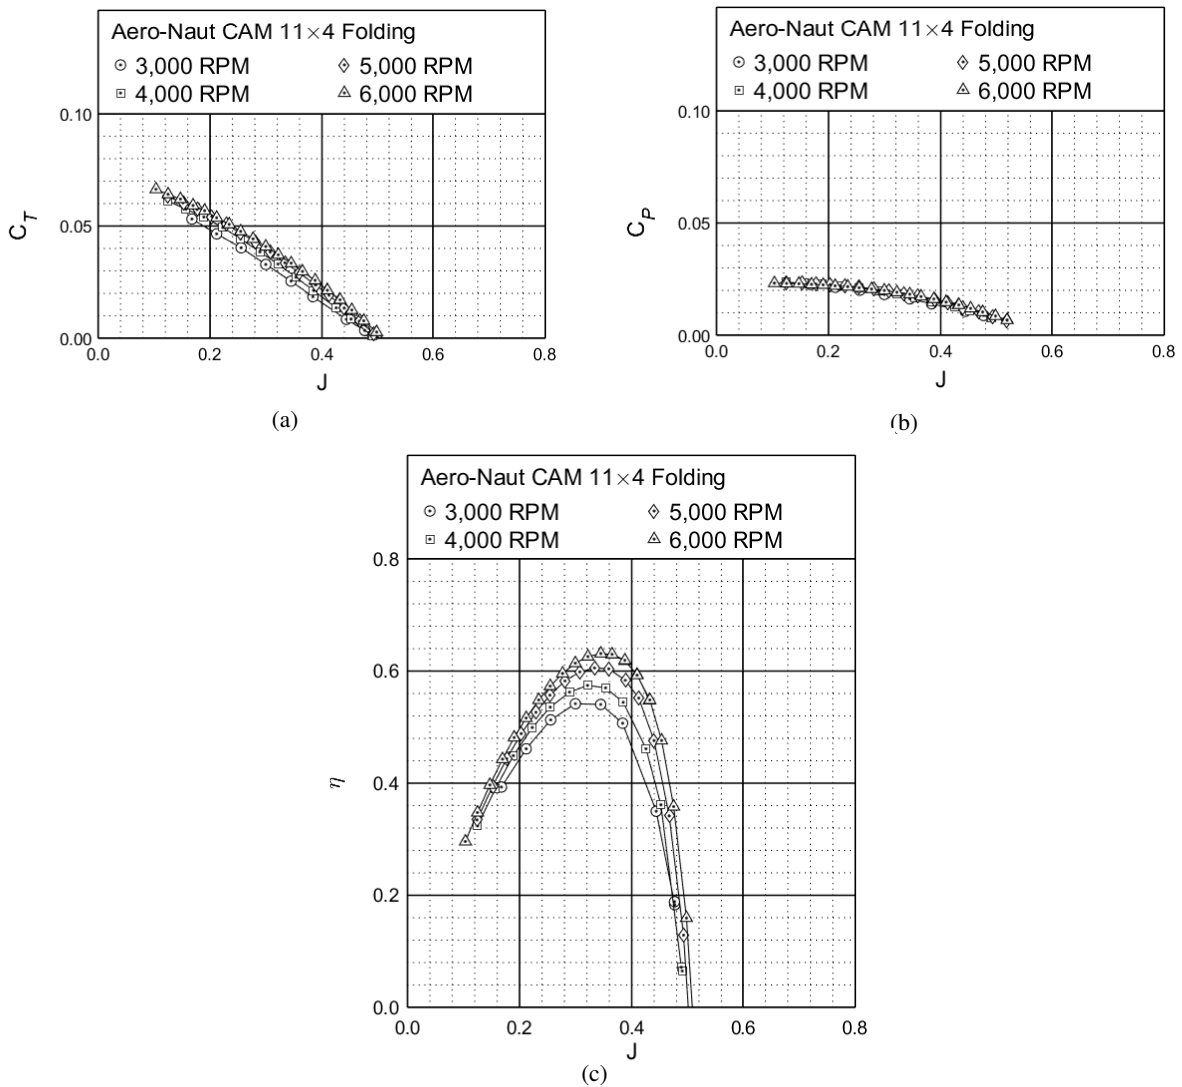 Aero-Naut CAM 11×4 Folding
3,000 RPM 5,000 RPM
4,000 RPM 6,000 RPM
0.10
0.05
0.00
C_T
0.0 0.2 0.4 0.6 0.8
J
(a)
Aero-Naut CAM 11×4 Folding
3,000 RPM 5,000 RPM
4,000 RPM 6,000 RPM
0.10
0.05
0.00
C_P
0.0 0.2 0.4 0.6 0.8
J
(b)
Aero-Naut CAM 11×4 Folding
3,000 RPM 5,000 RPM
4,000 RPM 6,000 RPM
0.8
0.6
0.4
0.2
0.0
η
0.0 0.2 0.4 0.6 0.8
J
(c)